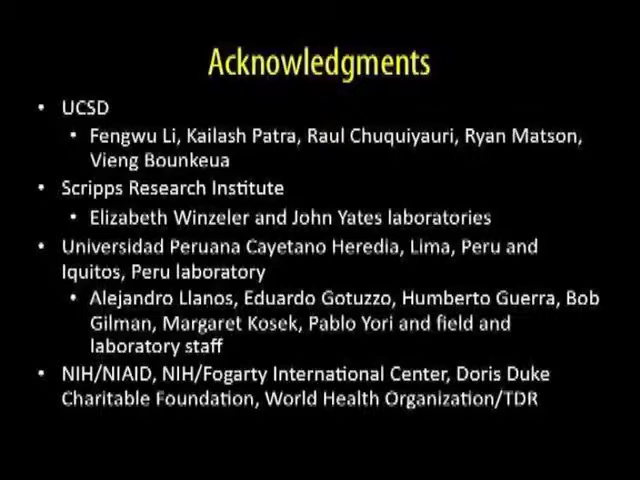 Acknowledgments
• UCSD
• Fengwu Li, Kailash Patra, Raul Chuquiyauri, Ryan Matson,
Vieng Bounkeua
• Scripps Research Institute
• Elizabeth Winzeler and John Yates laboratories
• Universidad Peruana Cayetano Heredia, Lima, Peru and
Iquitos, Peru laboratory
• Alejandro Llanos, Eduardo Gotuzzo, Humberto Guerra, Bob
Gilman, Margaret Kosek, Pablo Yori and field and
laboratory staff
• NIH/NIAID, NIH/Fogarty International Center, Doris Duke
Charitable Foundation, World Health Organization/TDR